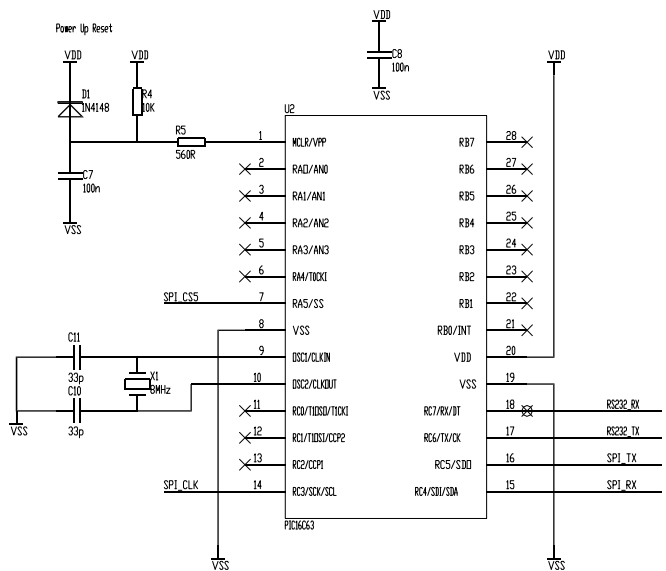 Power Up Reset
VDD
VDD
VDD
VDD
D1
1N4148
R4
10K
C8
100n
VSS
U2
R5
560R
C7
100n
VSS
1 MCLR/VPP
2 RA0/AN0
3 RA1/AN1
4 RA2/AN2
5 RA3/AN3
6 RA4/TOCKI
SPI_CS5 7 RA5/SS
8 VSS
9 OSC1/CLKIN
10 OSC2/CLKOUT
11 RC0/T1OSO/T1CKI
12 RC1/T1OSI/CCP2
13 RC2/CCP1
SPI_CLK 14 RC3/SCK/SCL
RB7 28
RB6 27
RB5 26
RB4 25
RB3 24
RB2 23
RB1 22
RB0/INT 21
VDD 20
VSS 19
RC7/RX/DT 18 RS232_RX
RC6/TX/CK 17 RS232_TX
RC5/SDO 16 SPI_TX
RC4/SDI/SDA 15 SPI_RX
C11
33p
X1
8MHz
C10
33p
VSS
PIC16C63
VSS
VSS